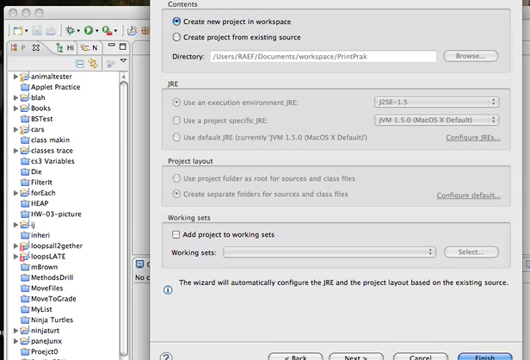 Contents
Create new project in workspace
Create project from existing source
Directory: /Users/RAEF/Documents/workspace/PrintPrak Browse...
JRE
Use an execution environment JRE: J2SE-1.5
Use a project specific JRE: JVM 1.5.0 (MacOS X Default)
Use default JRE (currently 'JVM 1.5.0 (MacOS X Default)') Configure JREs...
Project layout
Use project folder as root for sources and class files
Create separate folders for sources and class files Configure default...
Working sets
Add project to working sets
Working sets: Select...
The wizard will automatically configure the JRE and the project layout based on the existing source.
? < Back Next > Cancel Finish
P Hi N
animaltester
Applet Practice
blah
Books
BSTest
cars
class makin
classes trace
cs3 Variables
Die
FilterIt
forEach
HEAP
HW-03-picture
ij
inheri
loopsall2gether
loopsLATE
mBrown
MethodsDrill
MoveFiles
MoveToGrade
MyList
Ninja Turtles
ninjaturt
paneJunx
Proejct0
No c